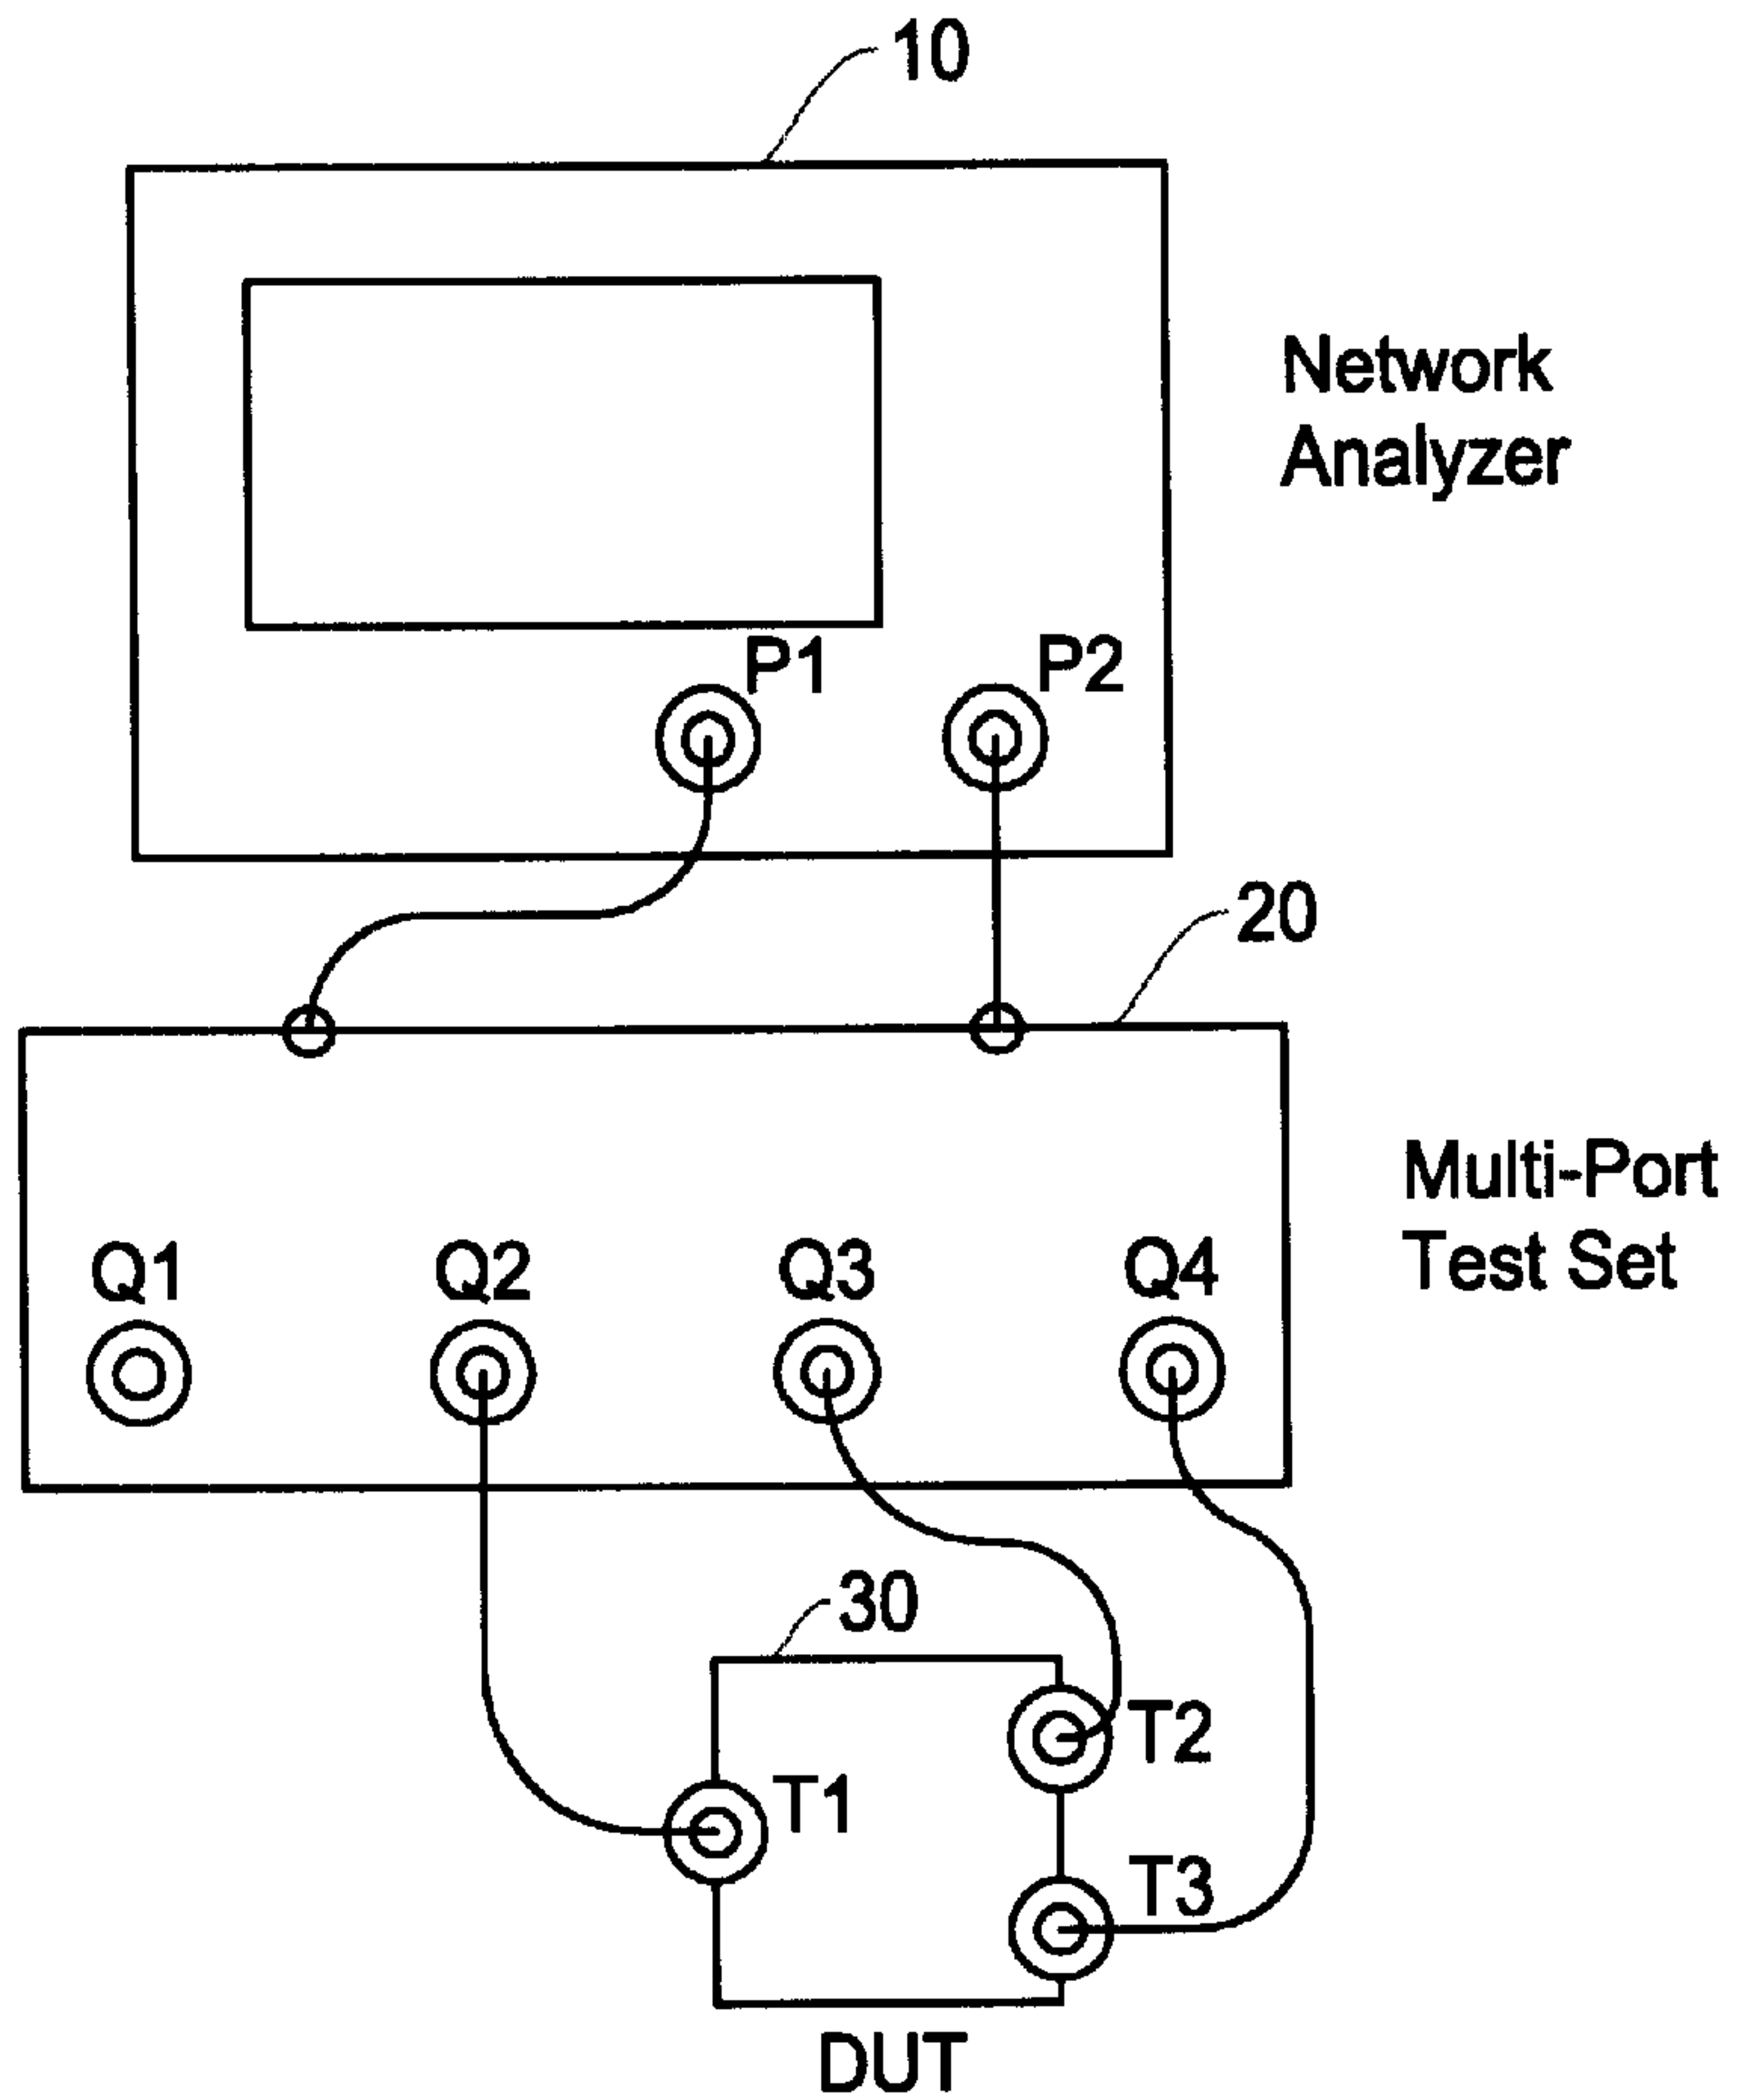 10
Network
Analyzer
P1
P2
20
Multi-Port
Test Set
Q1
Q2
Q3
Q4
30
T1
T2
T3
DUT